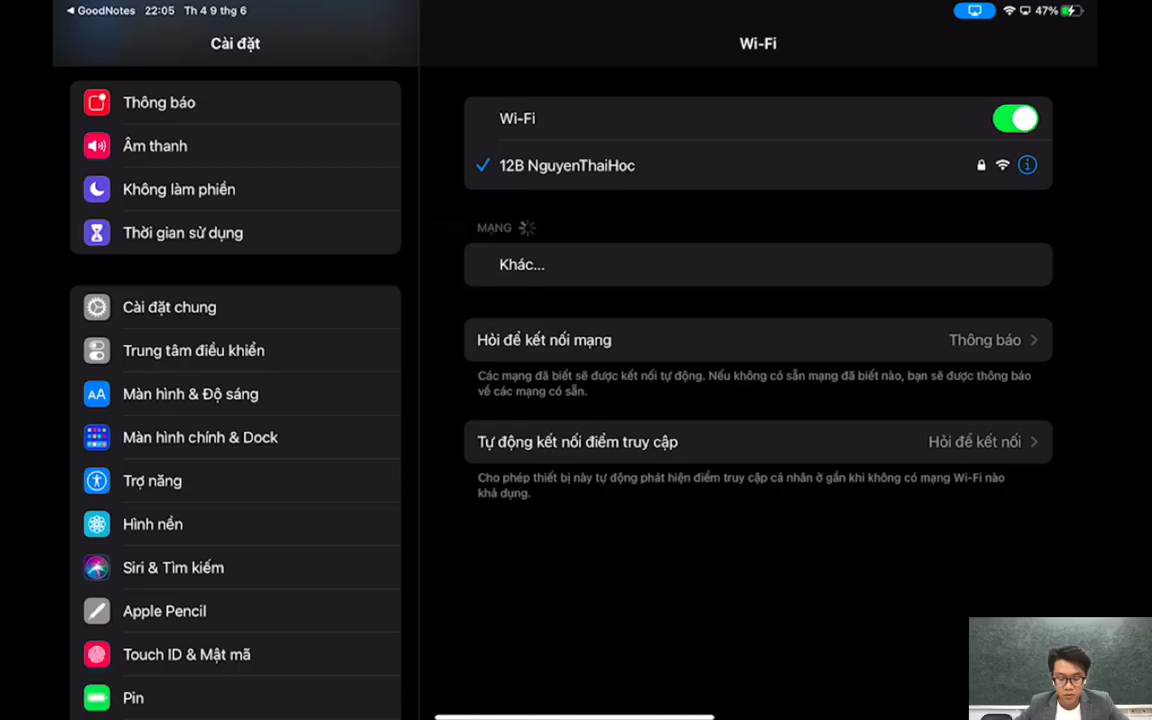 ◀ GoodNotes 22:05 Th 4 9 thg 6
47%
Cài đặt
Thông báo
Âm thanh
Không làm phiền
Thời gian sử dụng
Cài đặt chung
Trung tâm điều khiển
AA Màn hình & Độ sáng
Màn hình chính & Dock
Trợ năng
Hình nền
Siri & Tìm kiếm
Apple Pencil
Touch ID & Mật mã
Pin
Wi-Fi
Wi-Fi
12B NguyenThaiHoc
MẠNG
Khác...
Hỏi để kết nối mạng Thông báo
Các mạng đã biết sẽ được kết nối tự động. Nếu không có sẵn mạng đã biết nào, bạn sẽ được thông báo
về các mạng có sẵn.
Tự động kết nối điểm truy cập Hỏi để kết nối
Cho phép thiết bị này tự động phát hiện điểm truy cập cá nhân ở gần khi không có mạng Wi-Fi nào
khả dụng.